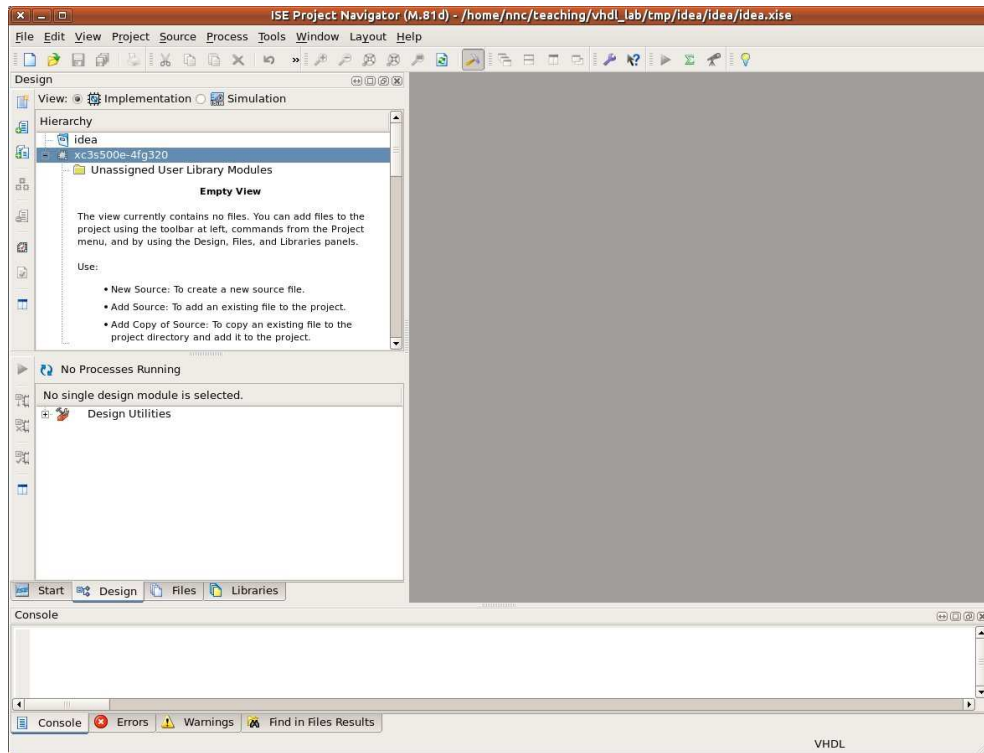 ISE Project Navigator (M.81d) - /home/nnc/teaching/vhdl_lab/tmp/idea/idea/idea.xise
File Edit View Project Source Process Tools Window Layout Help
Design
View: Implementation Simulation
Hierarchy
idea
xc3s500e-4fg320
Unassigned User Library Modules
Empty View
The view currently contains no files. You can add files to the
project using the toolbar at left, commands from the Project
menu, and by using the Design, Files, and Libraries panels.
Use:
• New Source: To create a new source file.
• Add Source: To add an existing file to the project.
• Add Copy of Source: To copy an existing file to the
project directory and add it to the project.
No Processes Running
No single design module is selected.
Design Utilities
Start Design Files Libraries
Console
Console Errors Warnings Find in Files Results
VHDL